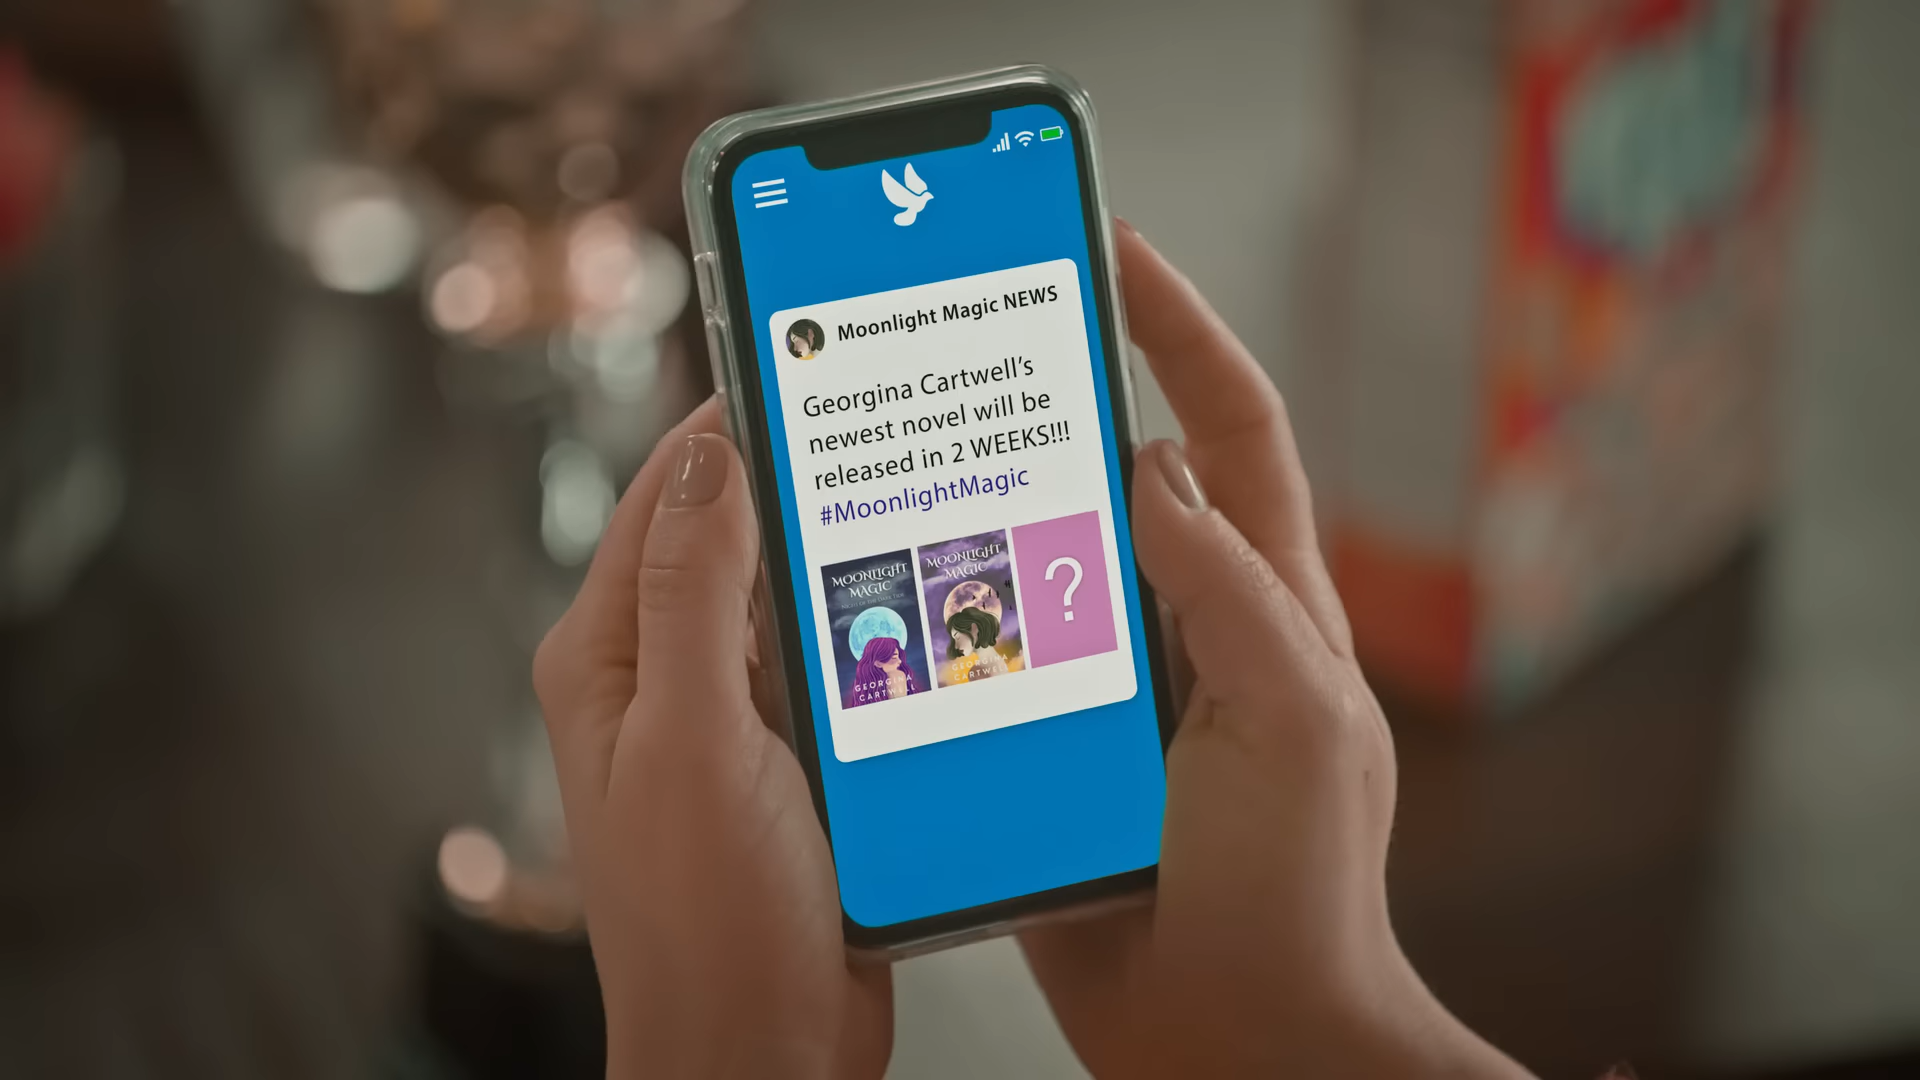 Moonlight Magic NEWS
Georgina Cartwell’s
newest novel will be
released in 2 WEEKS!!!
#MoonlightMagic
MOONLIGHT
MAGIC
GEORGINA
CARTWELL
MOONLIGHT
MAGIC
GEORGINA
CARTWELL
?